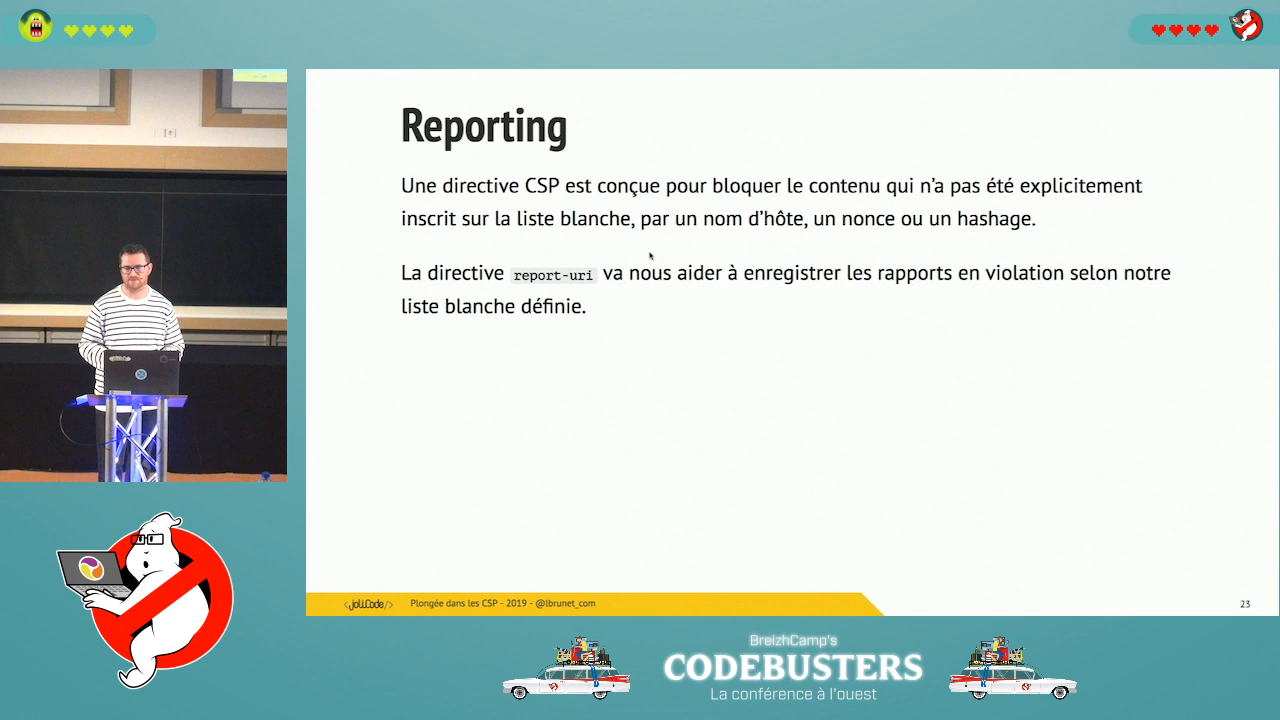 Reporting
Une directive CSP est conçue pour bloquer le contenu qui n'a pas été explicitement
inscrit sur la liste blanche, par un nom d'hôte, un nonce ou un hashage.
La directive report-uri va nous aider à enregistrer les rapports en violation selon notre
liste blanche définie.
<joliCode/>
Plongée dans les CSP - 2019 - @lbrunet_com
23
BreizhCamp's
CODEBUSTERS
La conférence à l'ouest